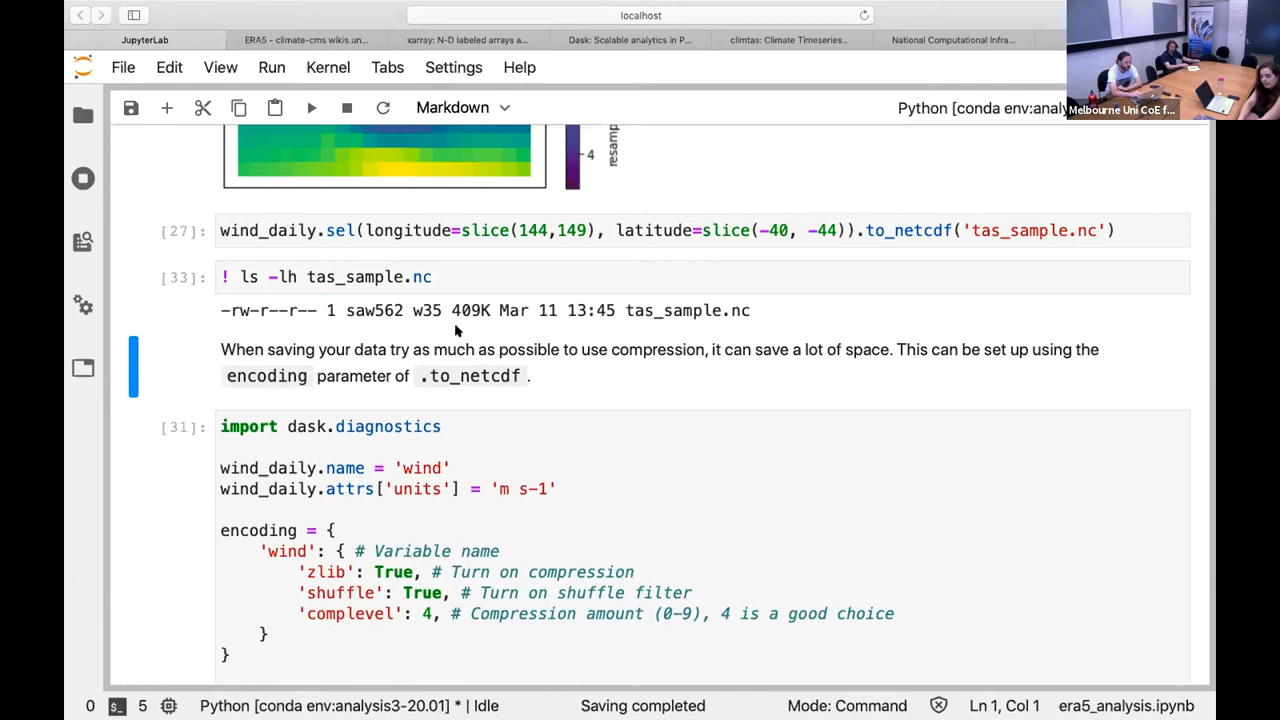 localhost
JupyterLab
ERA5 - climate-cms wikis.un...
xarray: N-D labeled arrays a...
Dask: Scalable analytics in P...
climtas: Climate Timeseries...
National Computational Infra...
File Edit View Run Kernel Tabs Settings Help
Markdown
Python [conda env:analy
Melbourne Uni CoE f...
4
resamp
[27]: wind_daily.sel(longitude=slice(144,149), latitude=slice(-40, -44)).to_netcdf('tas_sample.nc')
[33]: ! ls -lh tas_sample.nc
-rw-r--r-- 1 saw562 w35 409K Mar 11 13:45 tas_sample.nc
When saving your data try as much as possible to use compression, it can save a lot of space. This can be set up using the
encoding parameter of .to_netcdf .
[31]: import dask.diagnostics
wind_daily.name = 'wind'
wind_daily.attrs['units'] = 'm s-1'
encoding = {
'wind': { # Variable name
'zlib': True, # Turn on compression
'shuffle': True, # Turn on shuffle filter
'complevel': 4, # Compression amount (0-9), 4 is a good choice
}
}
0 $_ 5 Python [conda env:analysis3-20.01] * | Idle Saving completed Mode: Command Ln 1, Col 1 era5_analysis.ipynb